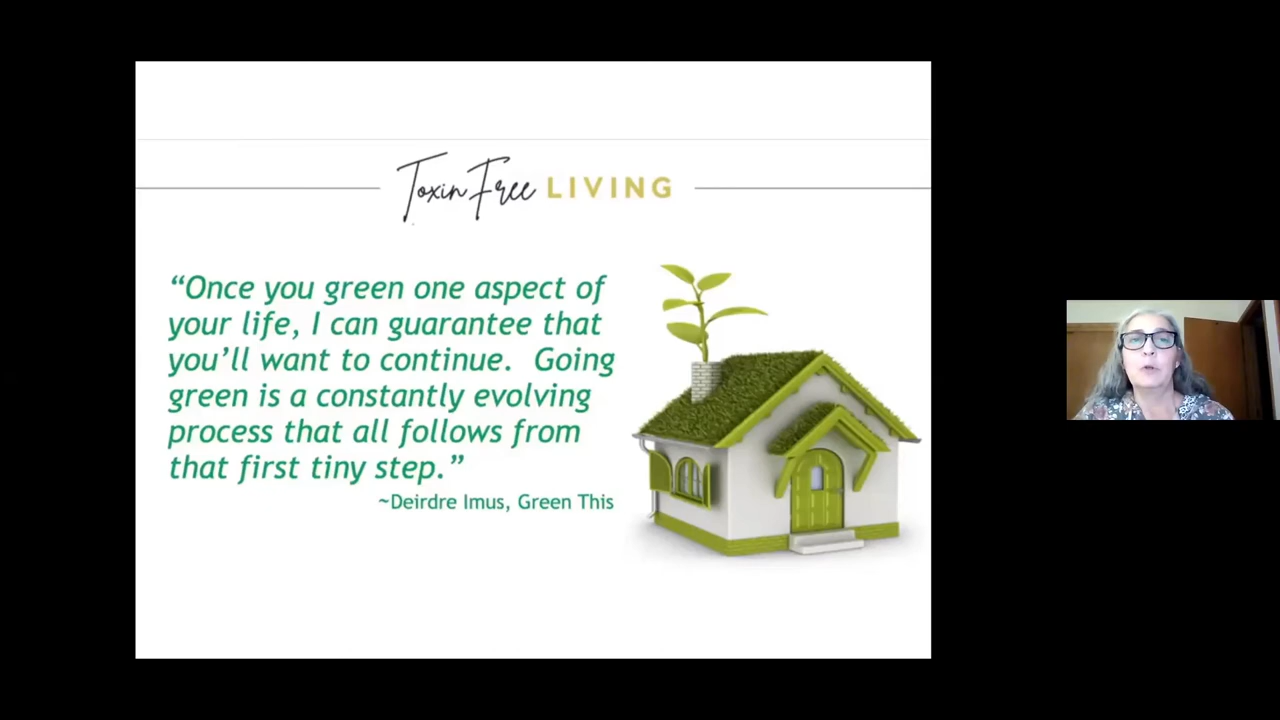 Toxin Free LIVING
“Once you green one aspect of
your life, I can guarantee that
you’ll want to continue.  Going
green is a constantly evolving
process that all follows from
that first tiny step.”
~Deirdre Imus, Green This